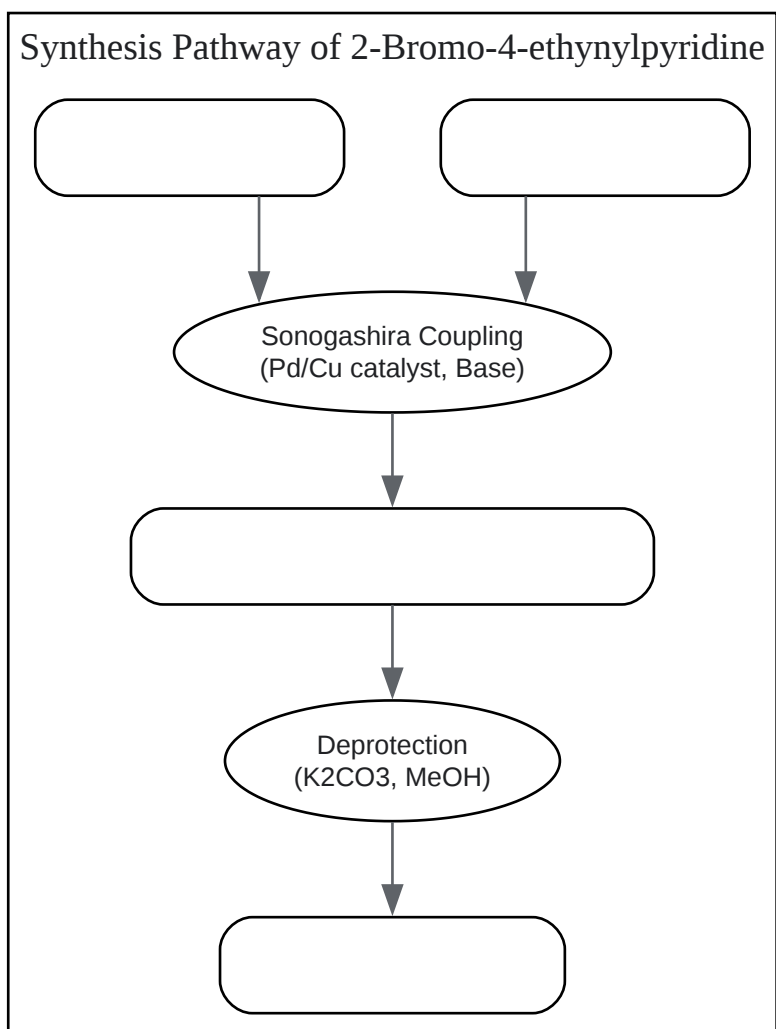 Synthesis Pathway of 2-Bromo-4-ethynylpyridine
Sonogashira Coupling
(Pd/Cu catalyst, Base)
Deprotection
(K2CO3, MeOH)